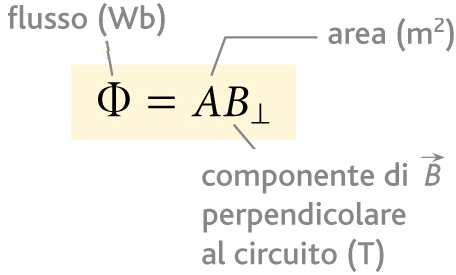 flusso (Wb)
area (m²)
Φ = AB⊥
componente di B⃗
perpendicolare
al circuito (T)